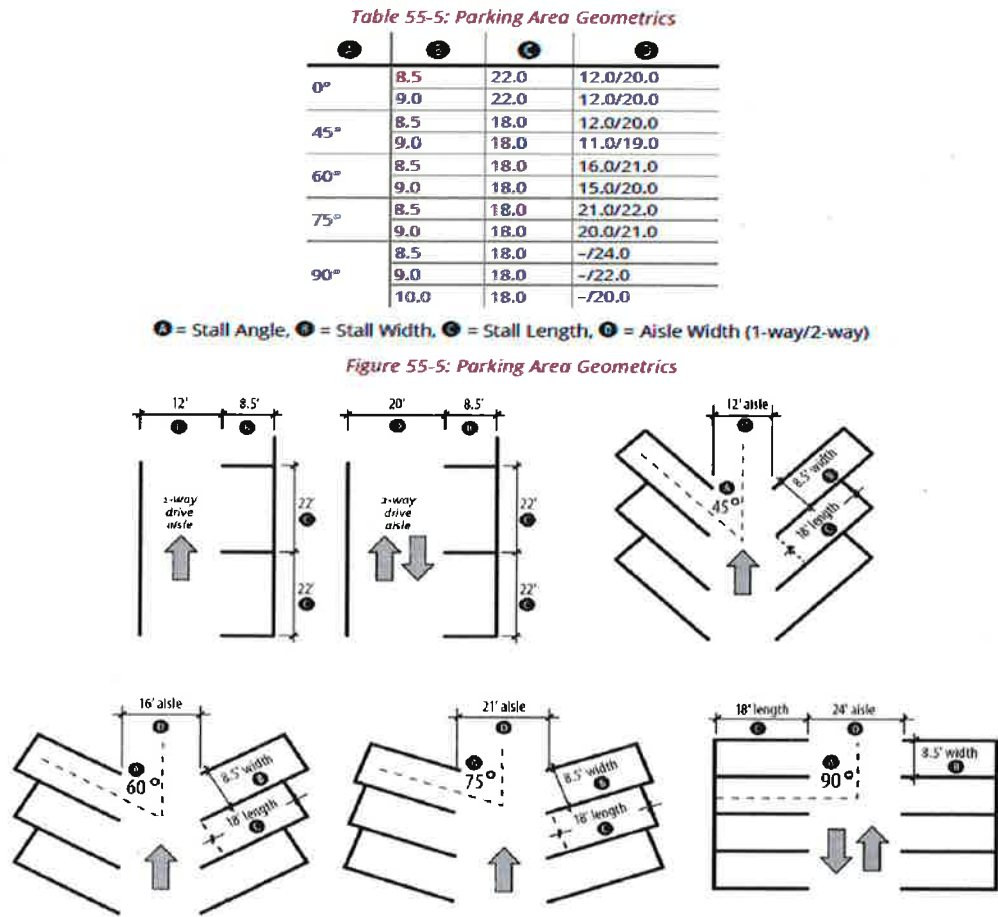 Table 55-5: Parking Area Geometrics
A B C D
0° 8.5 22.0 12.0/20.0
9.0 22.0 12.0/20.0
45° 8.5 18.0 12.0/20.0
9.0 18.0 11.0/19.0
60° 8.5 18.0 16.0/21.0
9.0 18.0 15.0/20.0
75° 8.5 18.0 21.0/22.0
9.0 18.0 20.0/21.0
90° 8.5 18.0 –/24.0
9.0 18.0 –/22.0
10.0 18.0 –/20.0
A = Stall Angle, B = Stall Width, C = Stall Length, D = Aisle Width (1-way/2-way)
Figure 55-5: Parking Area Geometrics
12' 8.5'
D B
1-way
drive
aisle
22'
C
22'
C
20' 8.5'
D B
2-way
drive
aisle
22'
C
22'
C
12' aisle
D
A
45°
8.5' width
B
18' length
C
16' aisle
D
A
60°
8.5' width
B
18' length
C
21' aisle
D
A
75°
8.5' width
B
18' length
C
18' length 24' aisle
C D
A
90°
8.5' width
B